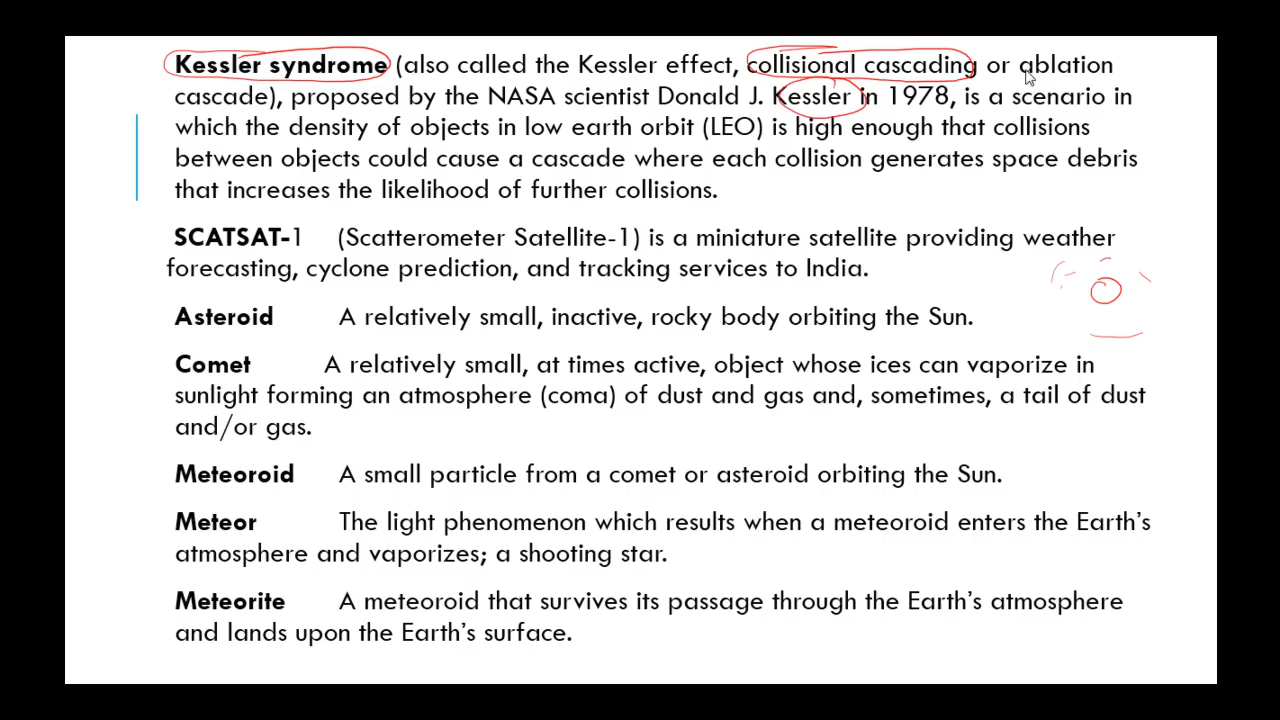 Kessler syndrome (also called the Kessler effect, collisional cascading or ablation
cascade), proposed by the NASA scientist Donald J. Kessler in 1978, is a scenario in
which the density of objects in low earth orbit (LEO) is high enough that collisions
between objects could cause a cascade where each collision generates space debris
that increases the likelihood of further collisions.
SCATSAT-1 (Scatterometer Satellite-1) is a miniature satellite providing weather
forecasting, cyclone prediction, and tracking services to India.
Asteroid A relatively small, inactive, rocky body orbiting the Sun.
Comet A relatively small, at times active, object whose ices can vaporize in
sunlight forming an atmosphere (coma) of dust and gas and, sometimes, a tail of dust
and/or gas.
Meteoroid A small particle from a comet or asteroid orbiting the Sun.
Meteor The light phenomenon which results when a meteoroid enters the Earth's
atmosphere and vaporizes; a shooting star.
Meteorite A meteoroid that survives its passage through the Earth's atmosphere
and lands upon the Earth's surface.